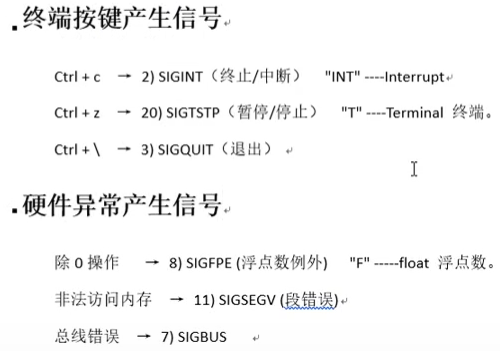 终端按键产生信号
Ctrl + c → 2) SIGINT（终止/中断） "INT" ----Interrupt
Ctrl + z → 20) SIGTSTP（暂停/停止） "T" ----Terminal 终端。
Ctrl + \ → 3) SIGQUIT（退出）
硬件异常产生信号
除 0 操作 → 8) SIGFPE (浮点数例外) "F" -----float 浮点数。
非法访问内存 → 11) SIGSEGV (段错误)
总线错误 → 7) SIGBUS